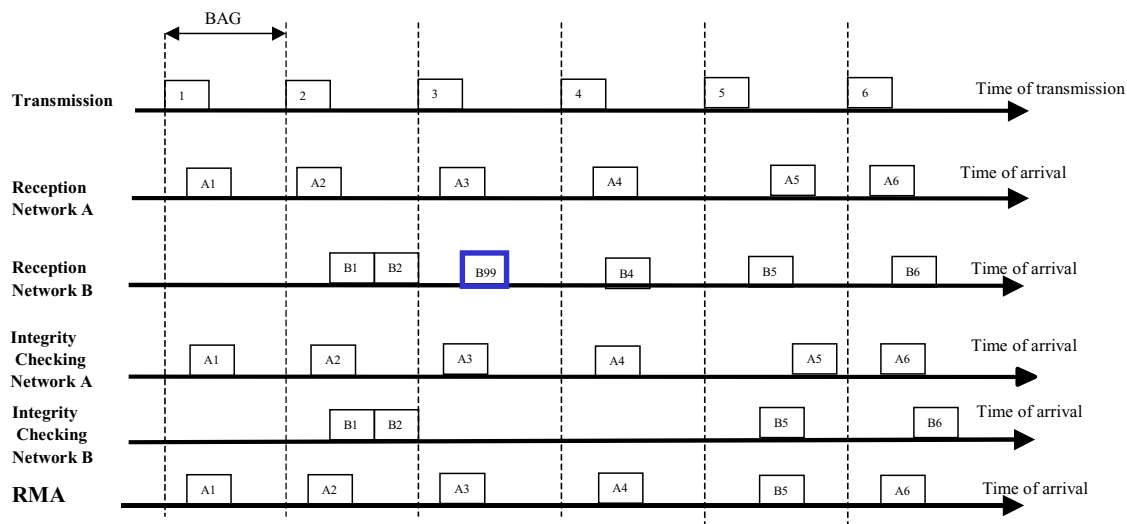 BAG
Transmission
1 2 3 4 5 6
Time of transmission
Reception
Network A
A1 A2 A3 A4 A5 A6
Time of arrival
Reception
Network B
B1 B2 B99 B4 B5 B6
Time of arrival
Integrity
Checking
Network A
A1 A2 A3 A4 A5 A6
Time of arrival
Integrity
Checking
Network B
B1 B2 B5 B6
Time of arrival
RMA
A1 A2 A3 A4 B5 A6
Time of arrival